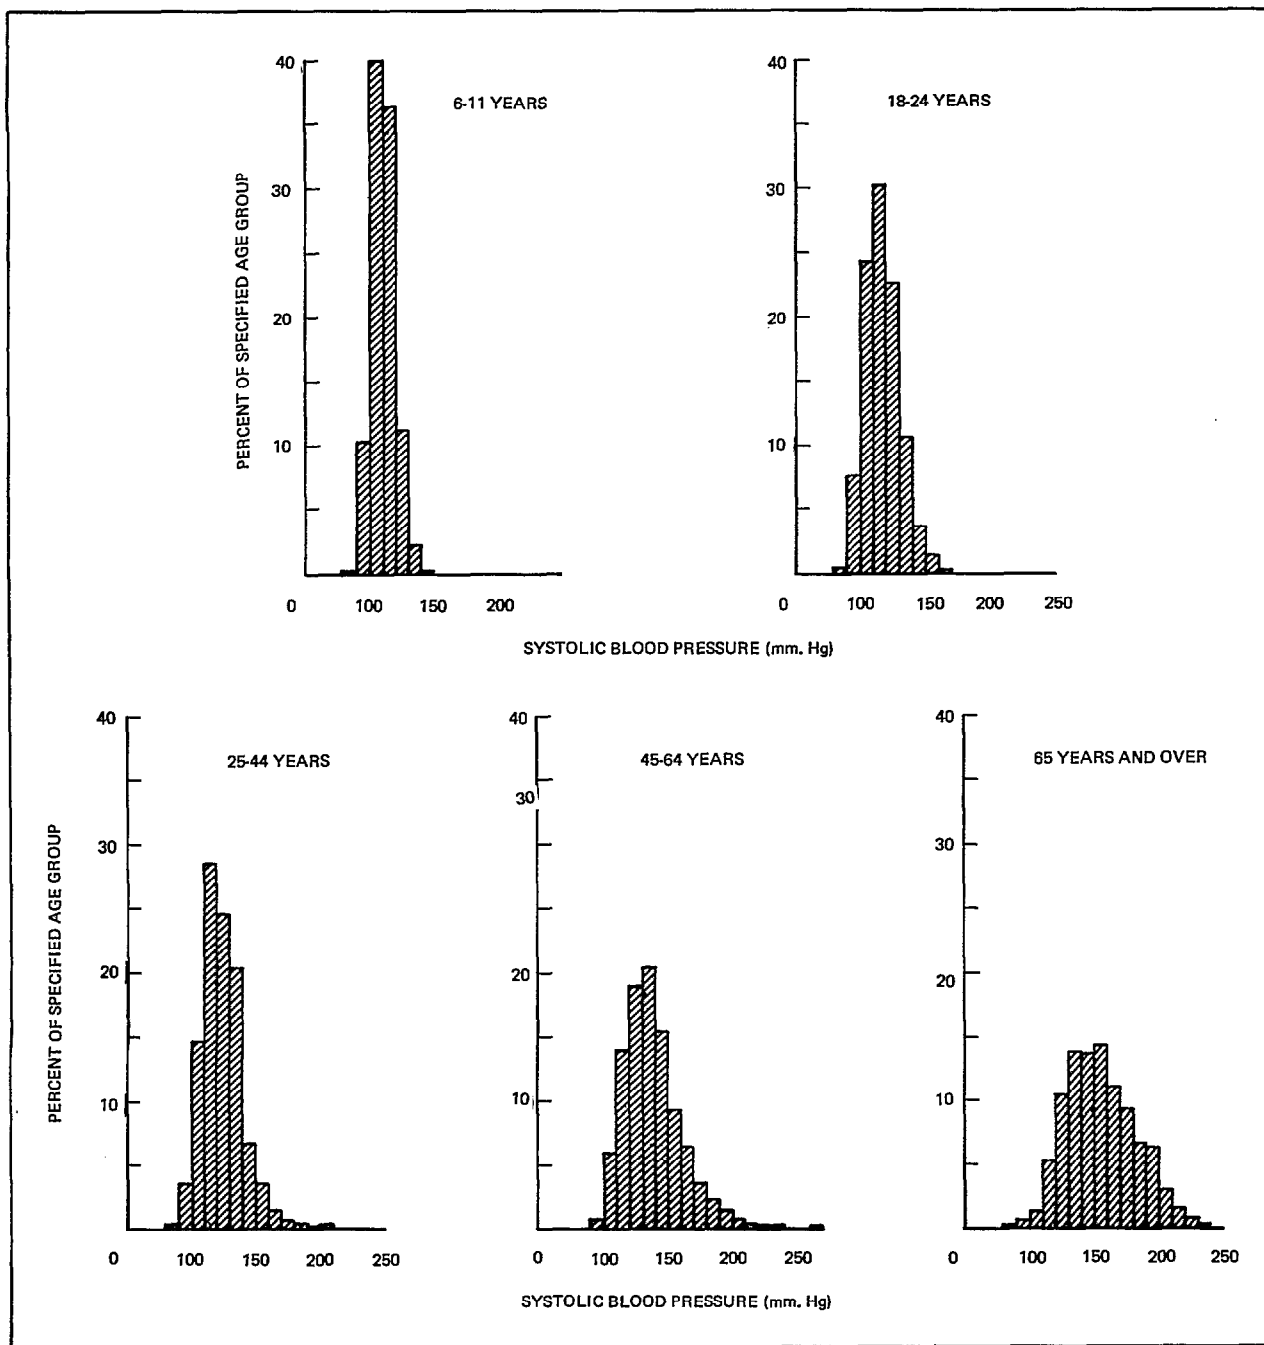 40
30
20
10
6-11 YEARS
PERCENT OF SPECIFIED AGE GROUP
0 100 150 200
40
30
20
10
18-24 YEARS
0 100 150 200 250
SYSTOLIC BLOOD PRESSURE (mm. Hg)
40
30
20
10
25-44 YEARS
PERCENT OF SPECIFIED AGE GROUP
0 100 150 200 250
40
30
20
10
45-64 YEARS
0 100 150 200 250
40
30
20
10
65 YEARS AND OVER
0 100 150 200 250
SYSTOLIC BLOOD PRESSURE (mm. Hg)